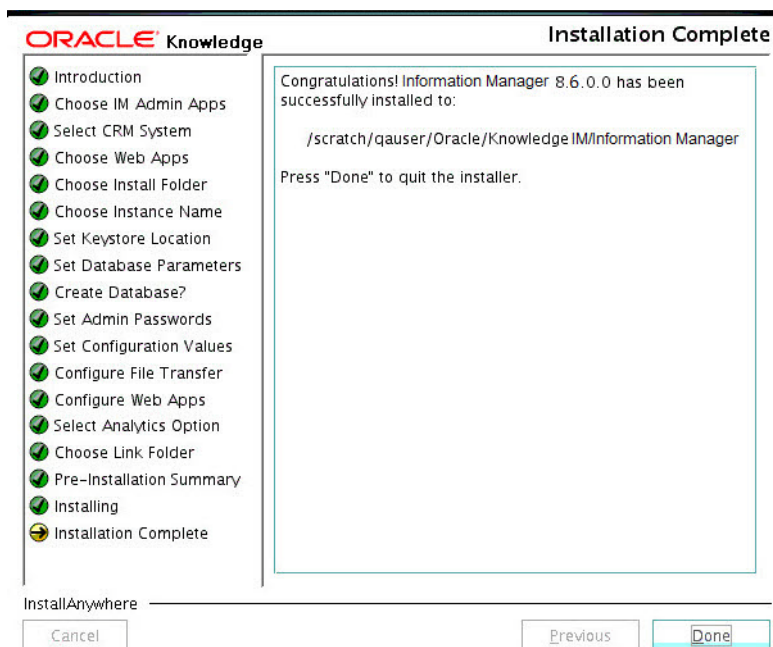 ORACLE Knowledge
Installation Complete
Introduction
Choose IM Admin Apps
Select CRM System
Choose Web Apps
Choose Install Folder
Choose Instance Name
Set Keystore Location
Set Database Parameters
Create Database?
Set Admin Passwords
Set Configuration Values
Configure File Transfer
Configure Web Apps
Select Analytics Option
Choose Link Folder
Pre-Installation Summary
Installing
Installation Complete
Congratulations! Information Manager 8.6.0.0 has been
successfully installed to:
/scratch/qauser/Oracle/Knowledge IM/Information Manager
Press "Done" to quit the installer.
InstallAnywhere
Cancel
Previous
Done